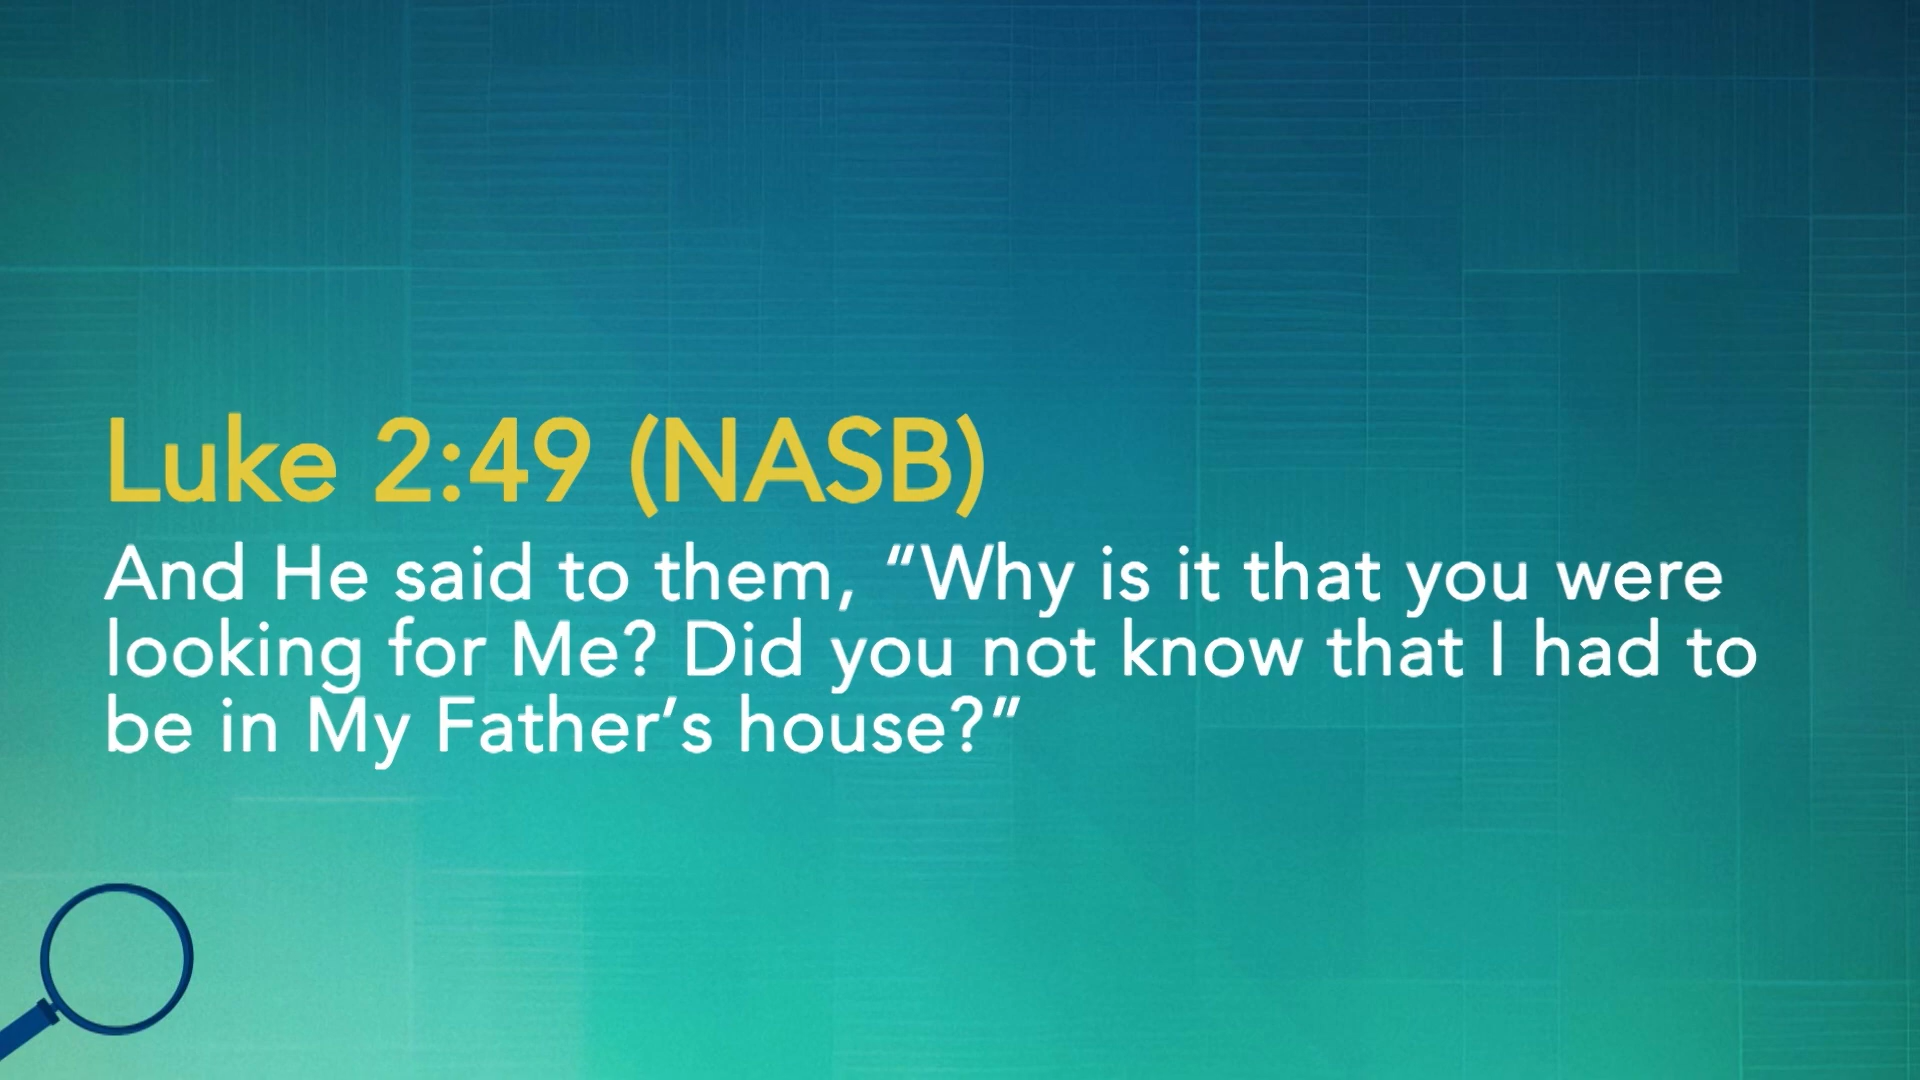 Luke 2:49 (NASB)
And He said to them, “Why is it that you were
looking for Me? Did you not know that I had to
be in My Father’s house?”